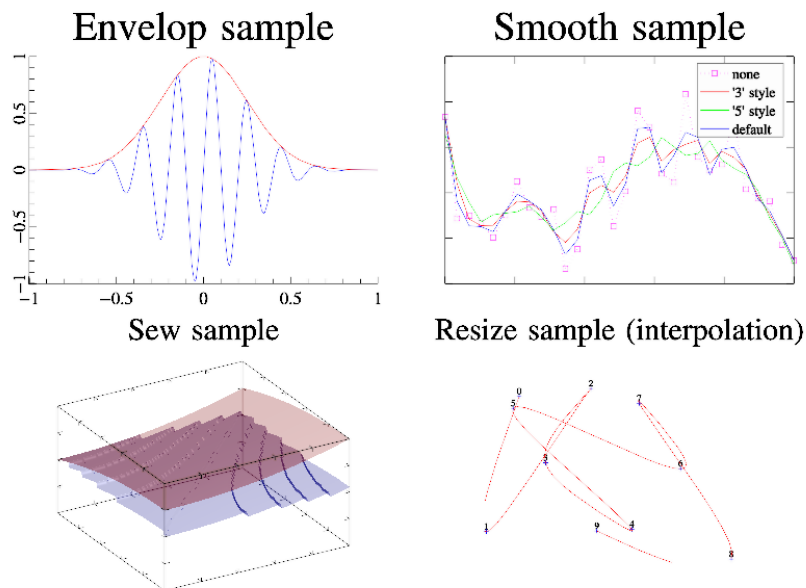 Envelop sample
1
0.5
0
−0.5
−1
−1
−0.5
0
0.5
1
Smooth sample
none
'3' style
'5' style
default
Sew sample
Resize sample (interpolation)
0
2
7
5
6
1
9
4
8